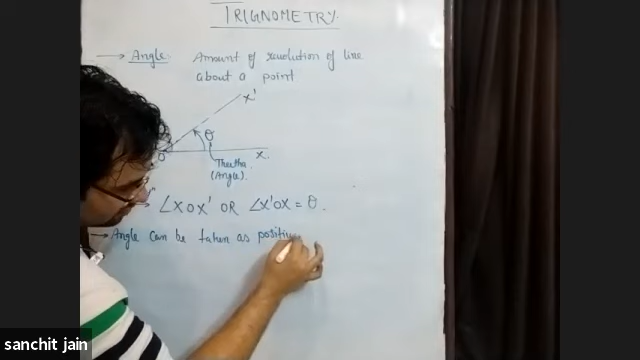 TRIGNOMETRY.
→ Angle: Amount of revolution of line
about a point
X'
θ
O X.
Theetha
(Angle)
∠XOX' OR ∠X'OX = θ.
→ Angle can be taken as positive
sanchit jain